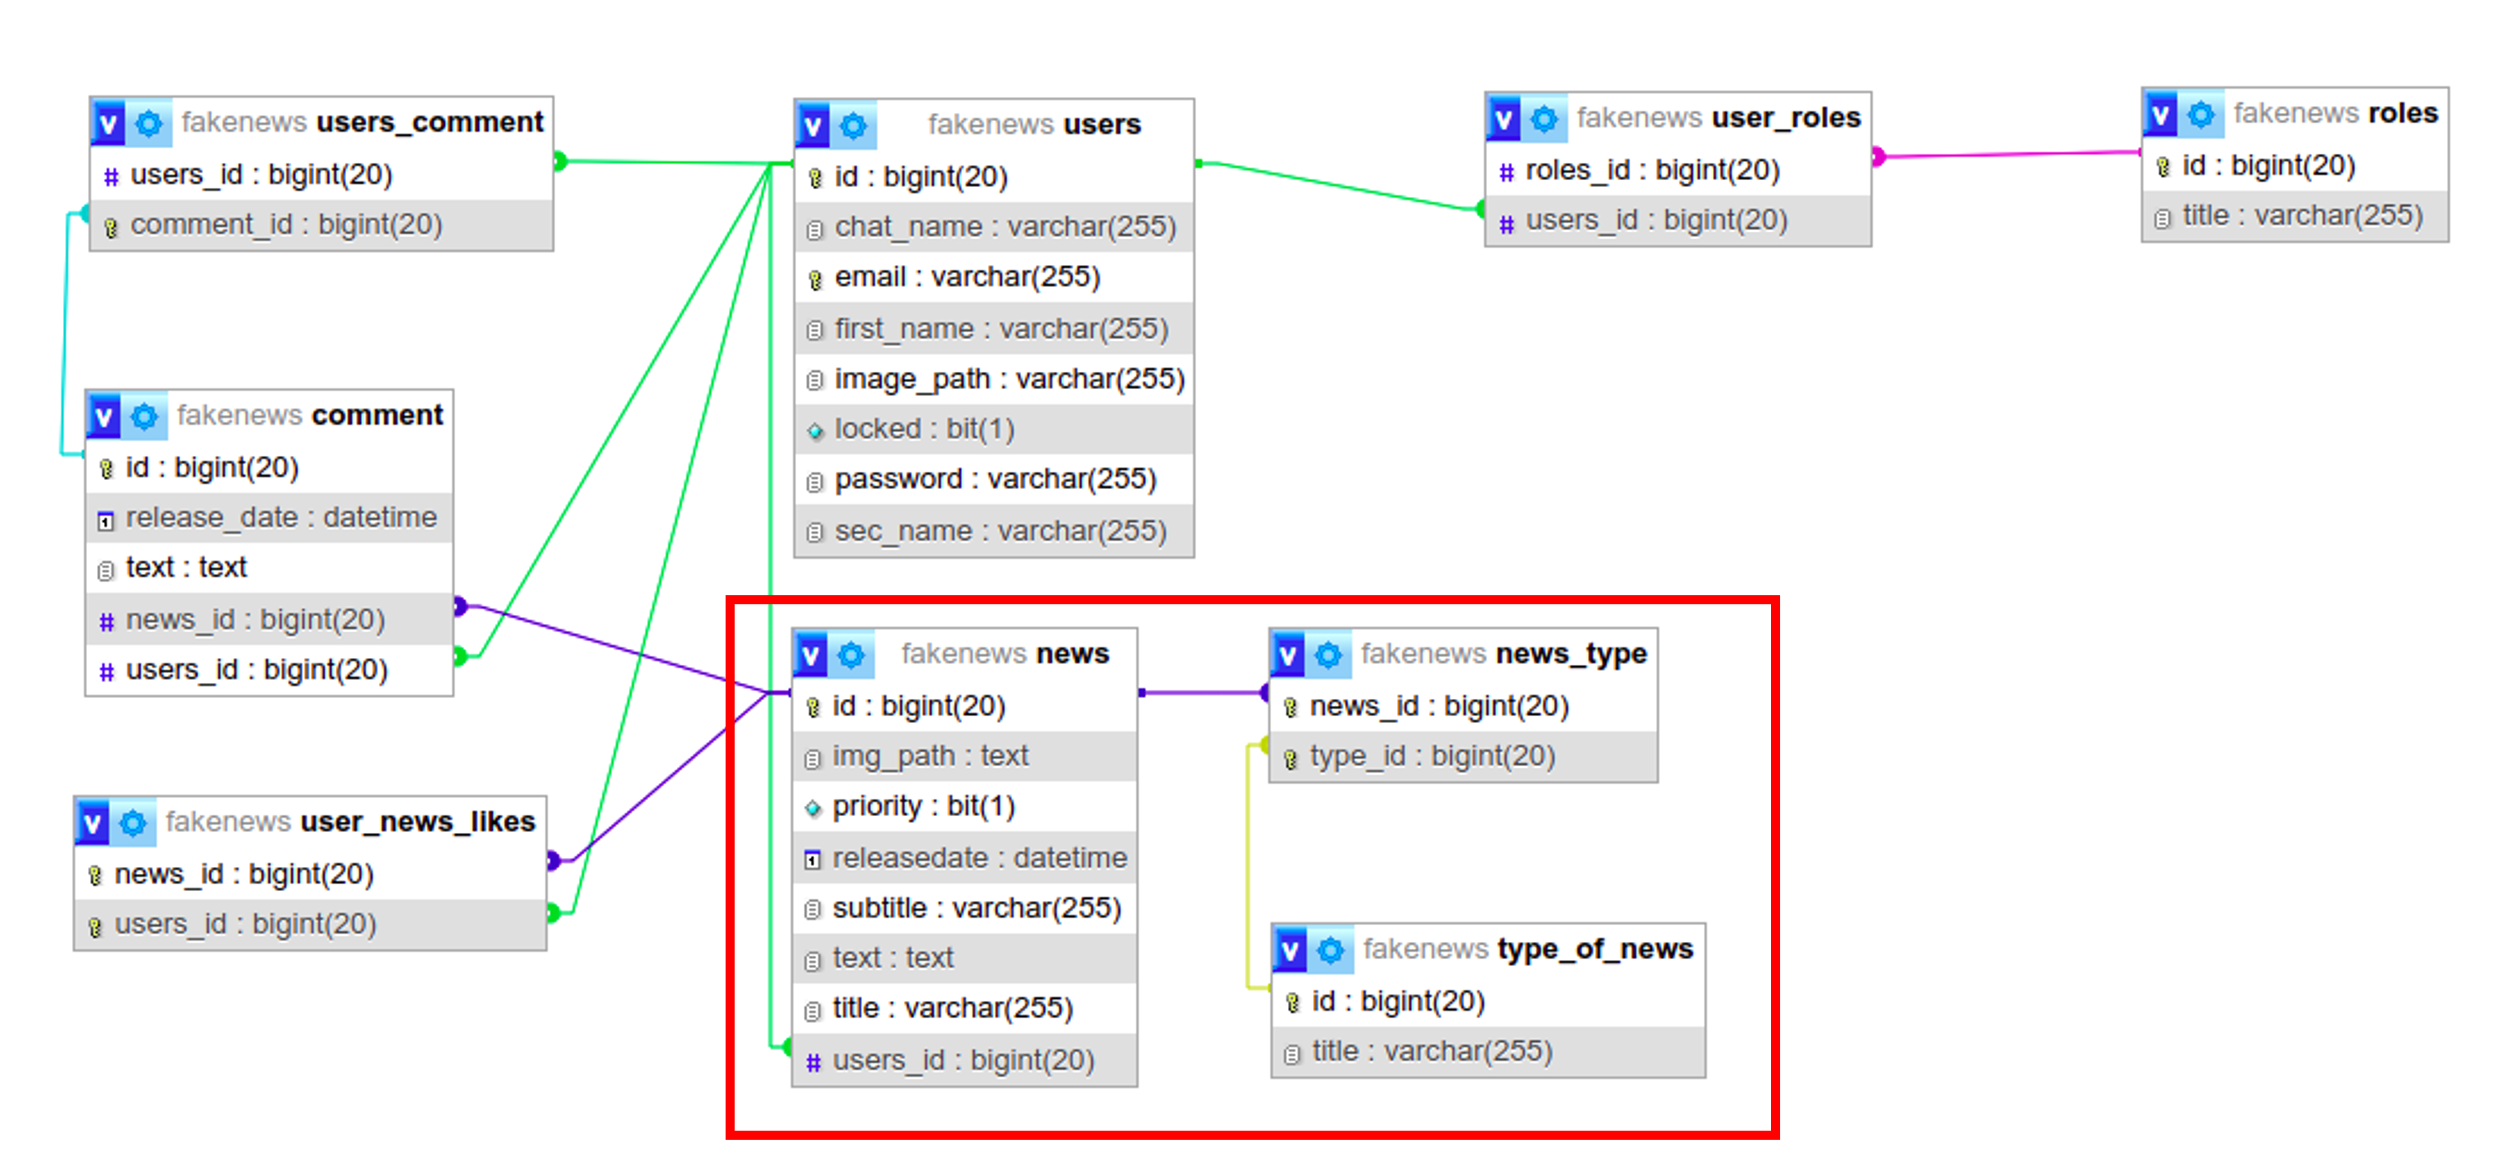 v fakenews users_comment
# users_id : bigint(20)
comment_id : bigint(20)
v fakenews users
id : bigint(20)
chat_name : varchar(255)
email : varchar(255)
first_name : varchar(255)
image_path : varchar(255)
locked : bit(1)
password : varchar(255)
sec_name : varchar(255)
v fakenews user_roles
# roles_id : bigint(20)
# users_id : bigint(20)
v fakenews roles
id : bigint(20)
title : varchar(255)
v fakenews comment
id : bigint(20)
1 release_date : datetime
text : text
# news_id : bigint(20)
# users_id : bigint(20)
v fakenews user_news_likes
news_id : bigint(20)
users_id : bigint(20)
v fakenews news
id : bigint(20)
img_path : text
priority : bit(1)
1 releasedate : datetime
subtitle : varchar(255)
text : text
title : varchar(255)
# users_id : bigint(20)
v fakenews news_type
news_id : bigint(20)
type_id : bigint(20)
v fakenews type_of_news
id : bigint(20)
title : varchar(255)